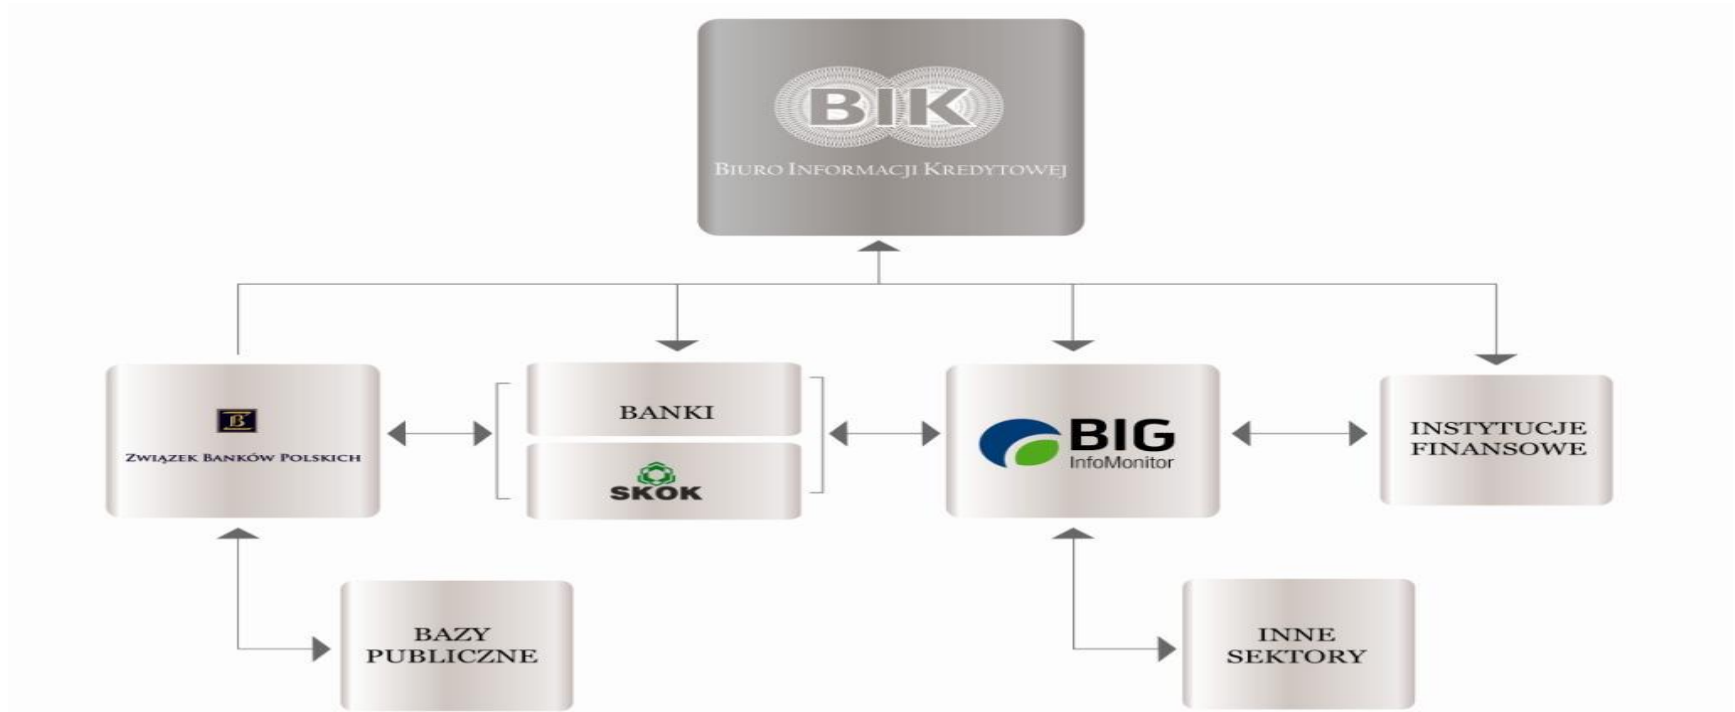 BIK
BIURO INFORMACJI KREDYTOWEJ
B
ZWIĄZEK BANKÓW POLSKICH
BANKI
SKOK
BIG
InfoMonitor
INSTYTUCJE
FINANSOWE
BAZY
PUBLICZNE
INNE
SEKTORY